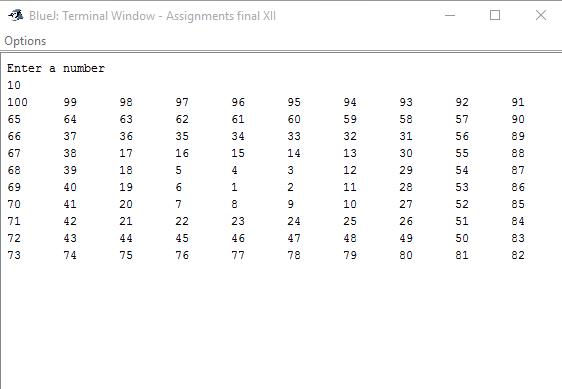 BlueJ: Terminal Window - Assignments final XII
Options
Enter a number
10
100 99 98 97 96 95 94 93 92 91
65 64 63 62 61 60 59 58 57 90
66 37 36 35 34 33 32 31 56 89
67 38 17 16 15 14 13 30 55 88
68 39 18 5 4 3 12 29 54 87
69 40 19 6 1 2 11 28 53 86
70 41 20 7 8 9 10 27 52 85
71 42 21 22 23 24 25 26 51 84
72 43 44 45 46 47 48 49 50 83
73 74 75 76 77 78 79 80 81 82